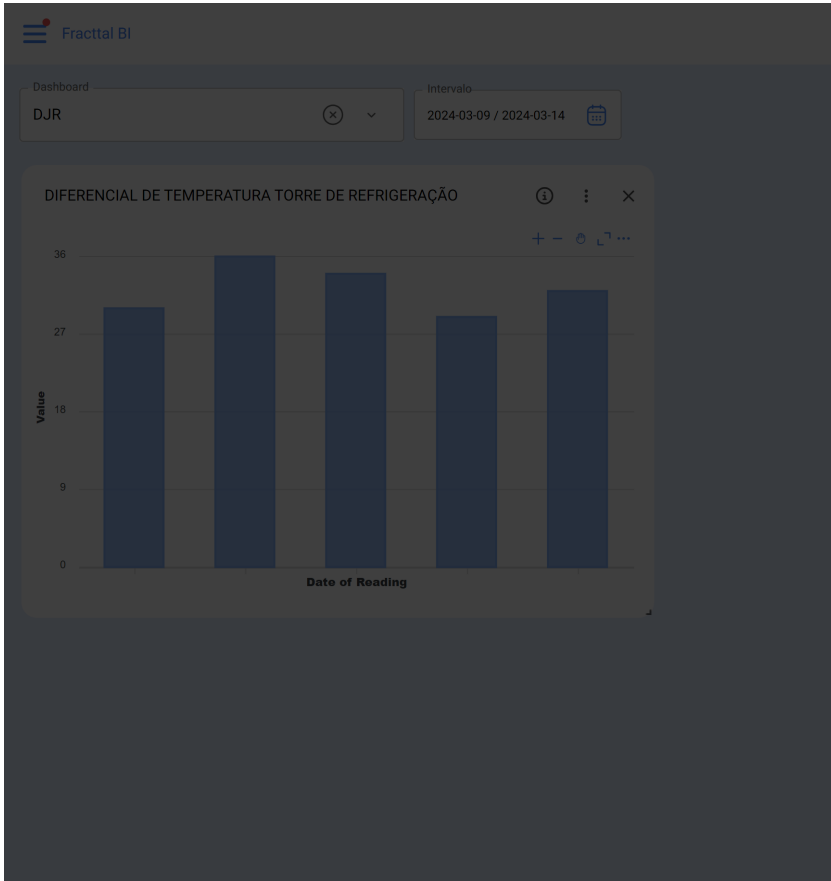 Fracttal BI
Dashboard
DJR
Intervalo
2024-03-09 / 2024-03-14
DIFERENCIAL DE TEMPERATURA TORRE DE REFRIGERAÇÃO
36
27
18
9
0
Value
Date of Reading